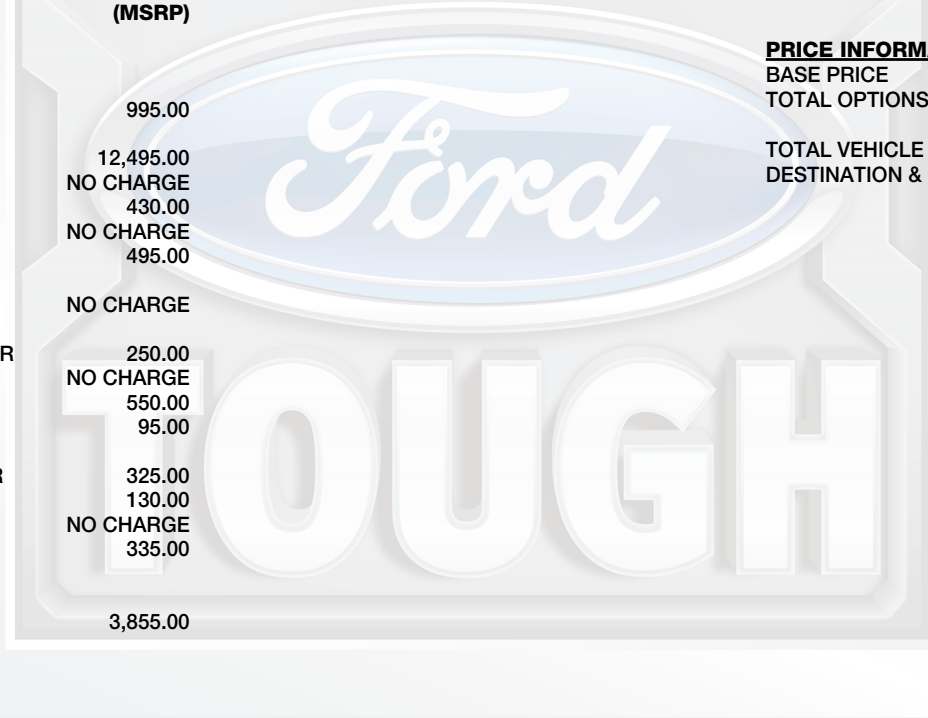 (MSRP)
995.00
12,495.00
NO CHARGE
430.00
NO CHARGE
495.00
NO CHARGE
R 250.00
NO CHARGE
550.00
95.00
R 325.00
130.00
NO CHARGE
335.00
3,855.00
PRICE INFORMA
BASE PRICE
TOTAL OPTIONS
TOTAL VEHICLE
DESTINATION &
Ford
TOUGH